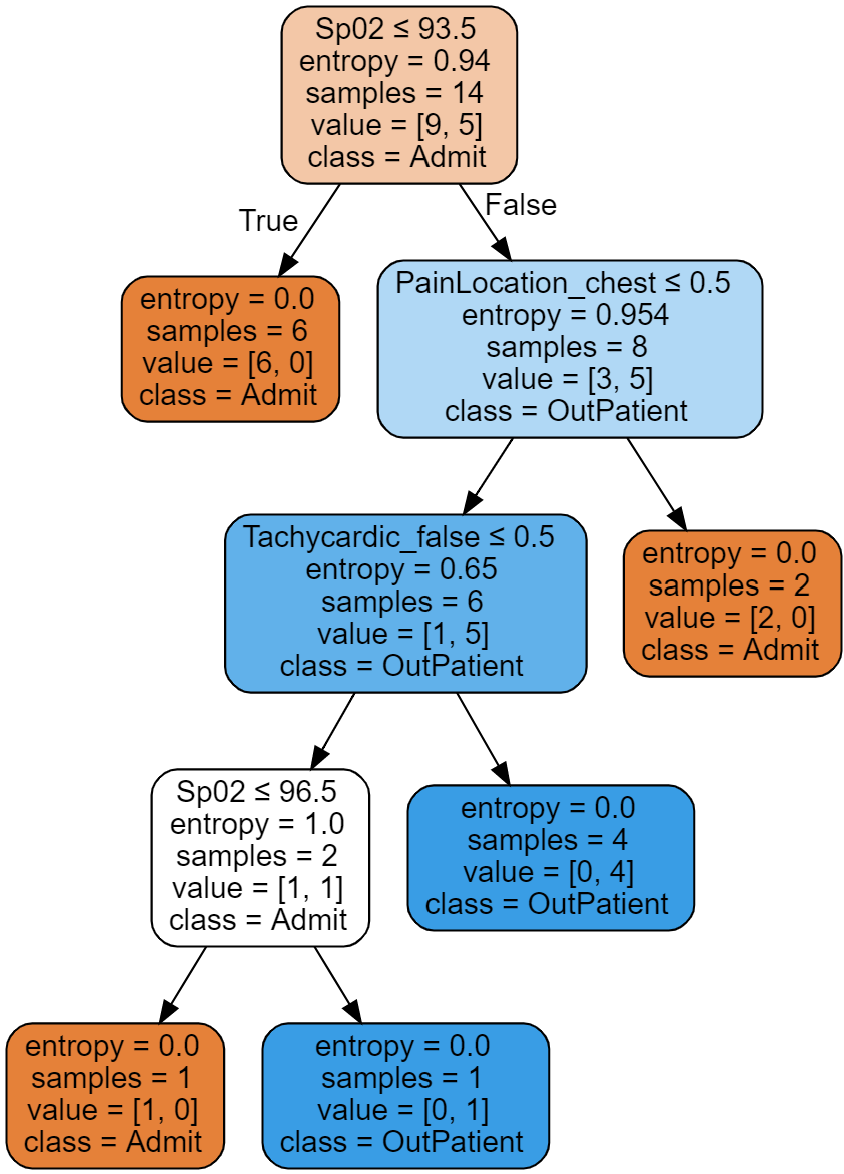 Sp02 ≤ 93.5
entropy = 0.94
samples = 14
value = [9, 5]
class = Admit
True
False
entropy = 0.0
samples = 6
value = [6, 0]
class = Admit
PainLocation_chest ≤ 0.5
entropy = 0.954
samples = 8
value = [3, 5]
class = OutPatient
Tachycardic_false ≤ 0.5
entropy = 0.65
samples = 6
value = [1, 5]
class = OutPatient
entropy = 0.0
samples = 2
value = [2, 0]
class = Admit
Sp02 ≤ 96.5
entropy = 1.0
samples = 2
value = [1, 1]
class = Admit
entropy = 0.0
samples = 4
value = [0, 4]
class = OutPatient
entropy = 0.0
samples = 1
value = [1, 0]
class = Admit
entropy = 0.0
samples = 1
value = [0, 1]
class = OutPatient